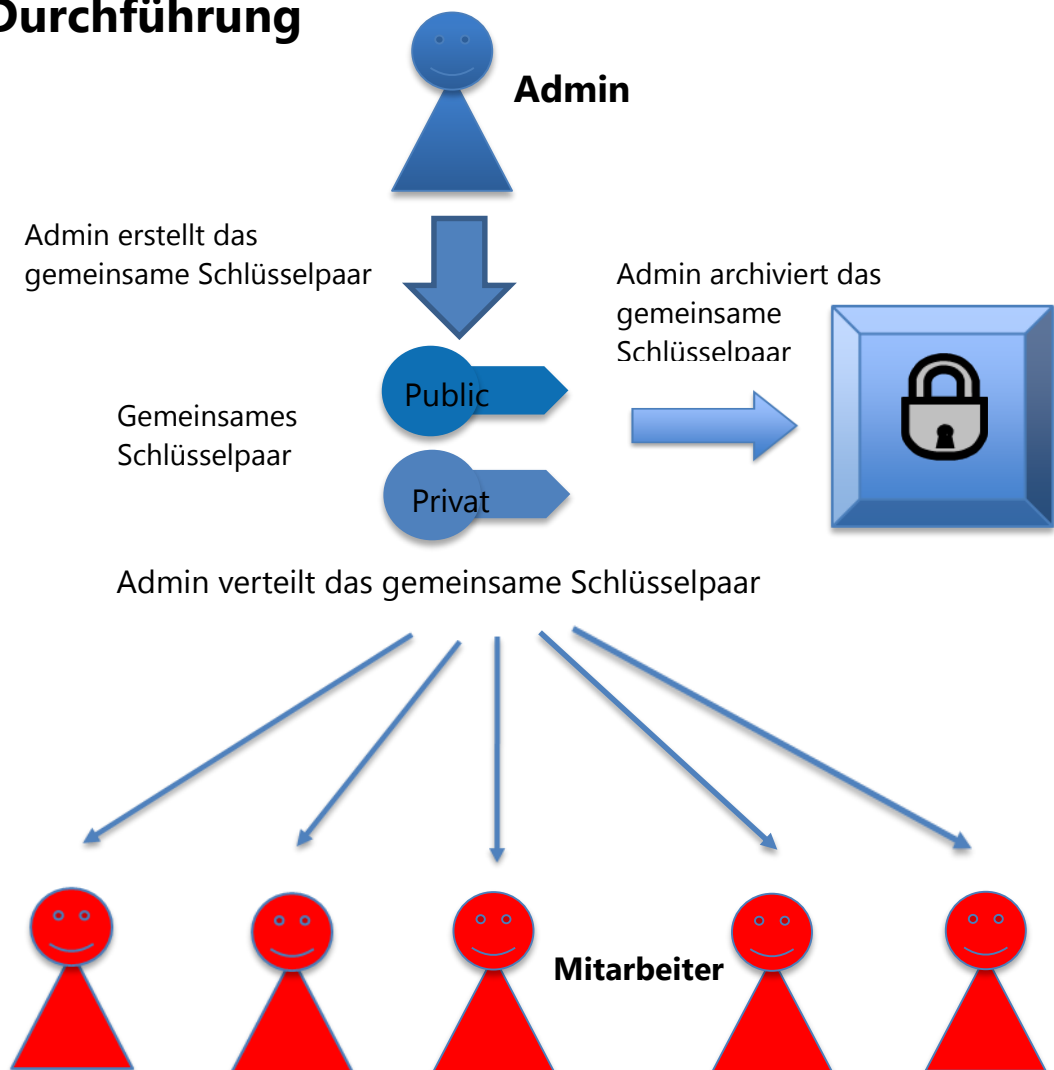 Durchführung
Admin
Admin erstellt das
gemeinsame Schlüsselpaar
Admin archiviert das
gemeinsame
Schlüsselpaar
Public
Gemeinsames
Schlüsselpaar
Privat
Admin verteilt das gemeinsame Schlüsselpaar
Mitarbeiter